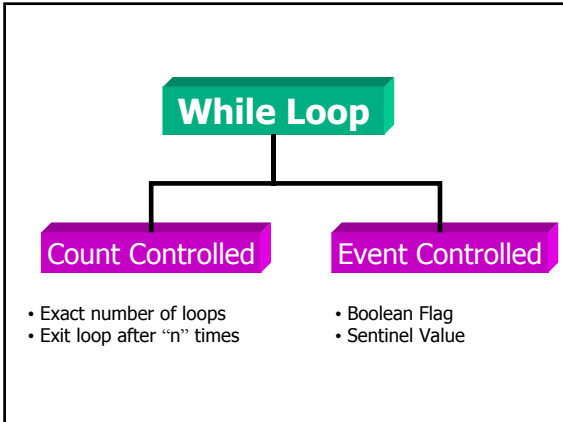 While Loop
Count Controlled
Event Controlled
• Exact number of loops
• Exit loop after “n” times
• Boolean Flag
• Sentinel Value